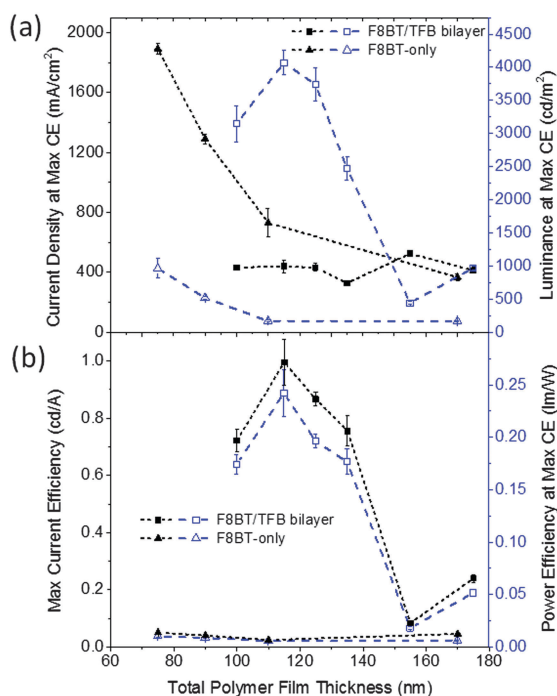 (a)
Current Density at Max CE (mA/cm²)
2000
1600
1200
800
400
0
F8BT/TFB bilayer
F8BT-only
4500
4000
3500
3000
2500
2000
1500
1000
500
0
Luminance at Max CE (cd/m²)
(b)
Max Current Efficiency (cd/A)
1.0
0.8
0.6
0.4
0.2
0.0
F8BT/TFB bilayer
F8BT-only
0.25
0.20
0.15
0.10
0.05
0.00
Power Efficiency at Max CE (lm/W)
60 80 100 120 140 160 180
Total Polymer Film Thickness (nm)